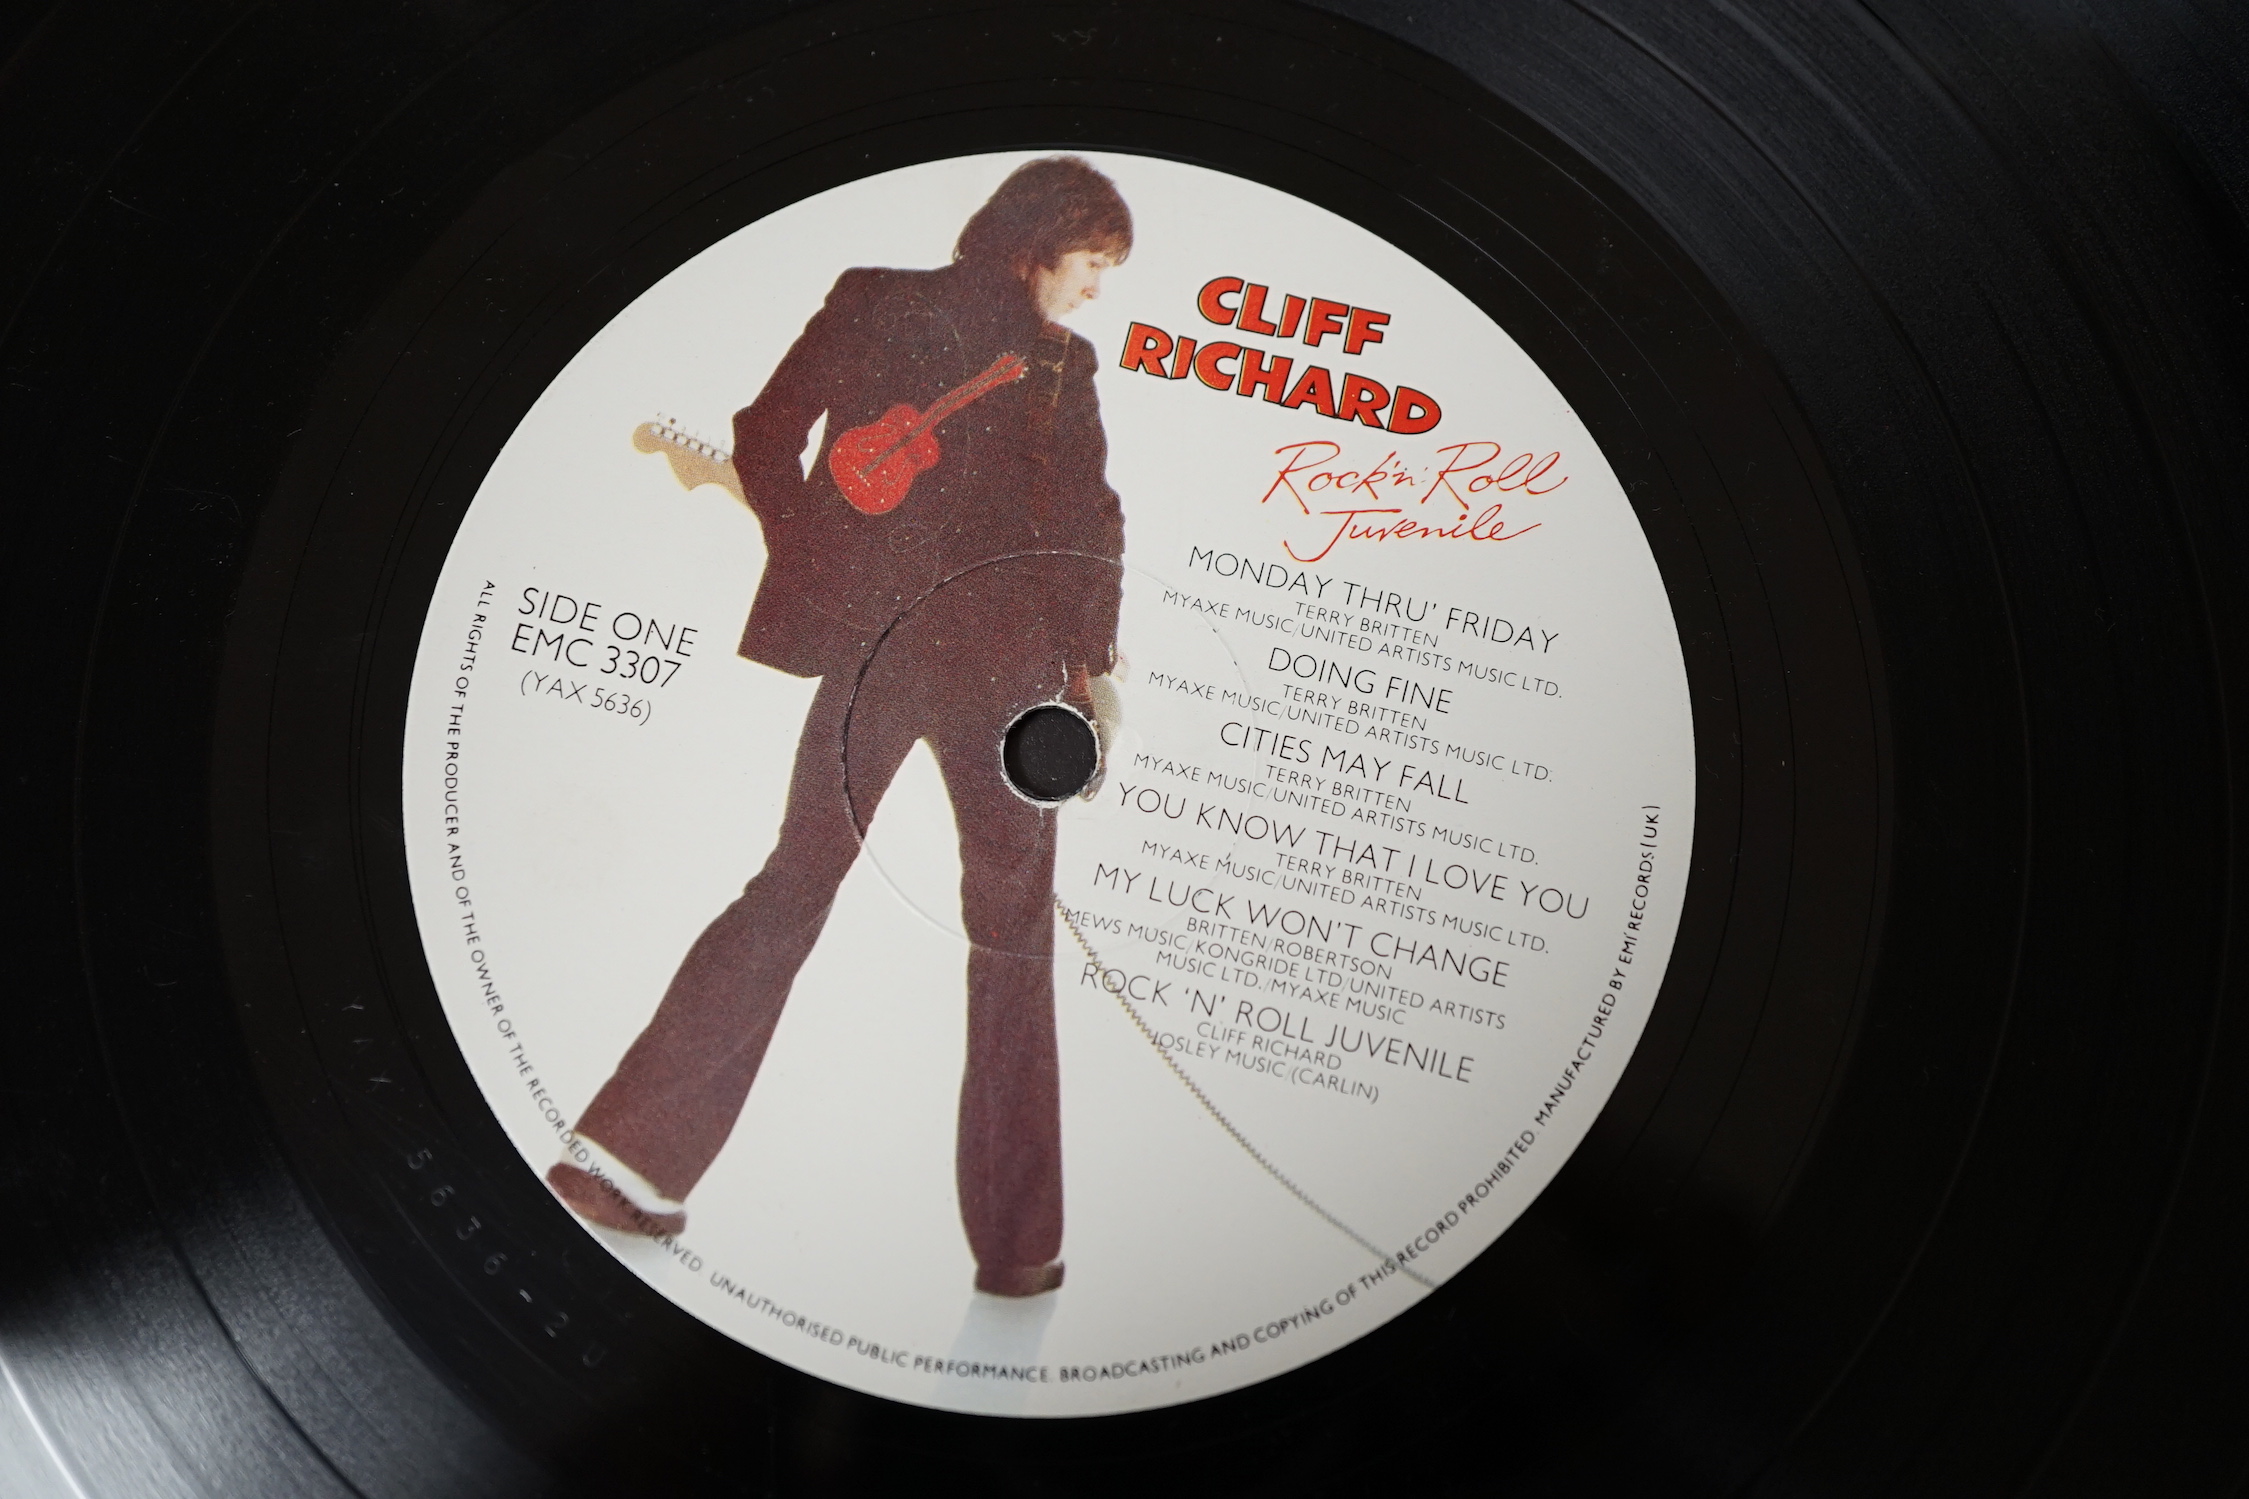 CLIFF
RICHARD
Rock 'n' Roll
Juvenile
SIDE ONE
EMC 3307
(YAX 5636)
MONDAY THRU' FRIDAY
TERRY BRITTEN
MYAXE MUSIC/UNITED ARTISTS MUSIC LTD.
DOING FINE
TERRY BRITTEN
MYAXE MUSIC/UNITED ARTISTS MUSIC LTD.
CITIES MAY FALL
TERRY BRITTEN
MYAXE MUSIC/UNITED ARTISTS MUSIC LTD.
YOU KNOW THAT I LOVE YOU
TERRY BRITTEN
MYAXE MUSIC/UNITED ARTISTS MUSIC LTD.
MY LUCK WON'T CHANGE
BRITTEN/ROBERTSON
MEWS MUSIC/KONGRIDE LTD/UNITED ARTISTS
MUSIC LTD./MYAXE MUSIC
ROCK 'N' ROLL JUVENILE
CLIFF RICHARD
JOSLEY MUSIC/(CARLIN)
ALL RIGHTS OF THE PRODUCER AND OF THE OWNER OF THE RECORDED WORK RESERVED. UNAUTHORISED PUBLIC PERFORMANCE. BROADCASTING AND COPYING OF THIS RECORD PROHIBITED. MANUFACTURED BY EMI RECORDS (UK)
YAX 5636-2U